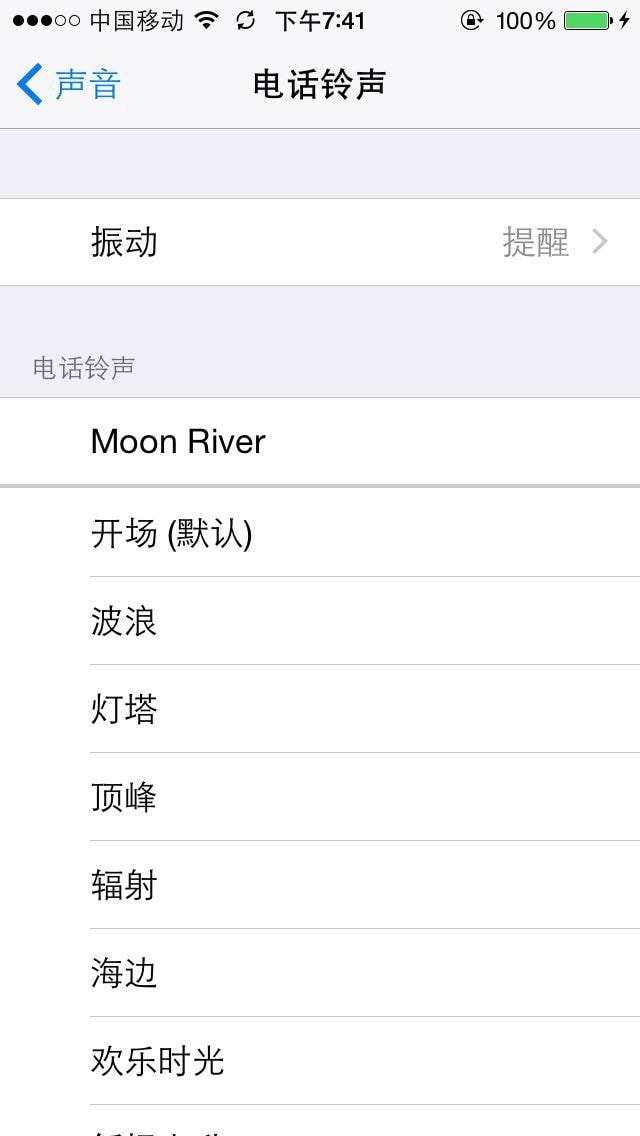 中国移动 下午7:41 100%
声音 电话铃声
振动 提醒
电话铃声
Moon River
开场 (默认)
波浪
灯塔
顶峰
辐射
海边
欢乐时光